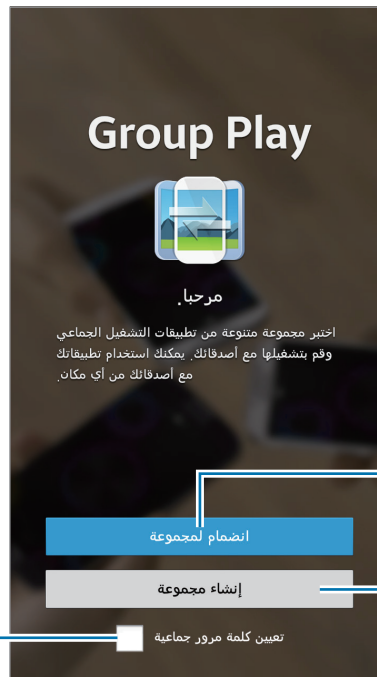 Group Play
مرحبا.
اختبر مجموعة متنوعة من تطبيقات التشغيل الجماعي
وقم بتشغيلها مع أصدقائك. يمكنك استخدام تطبيقاتك
مع أصدقائك من أي مكان.
انضمام لمجموعة
إنشاء مجموعة
تعيين كلمة مرور جماعية